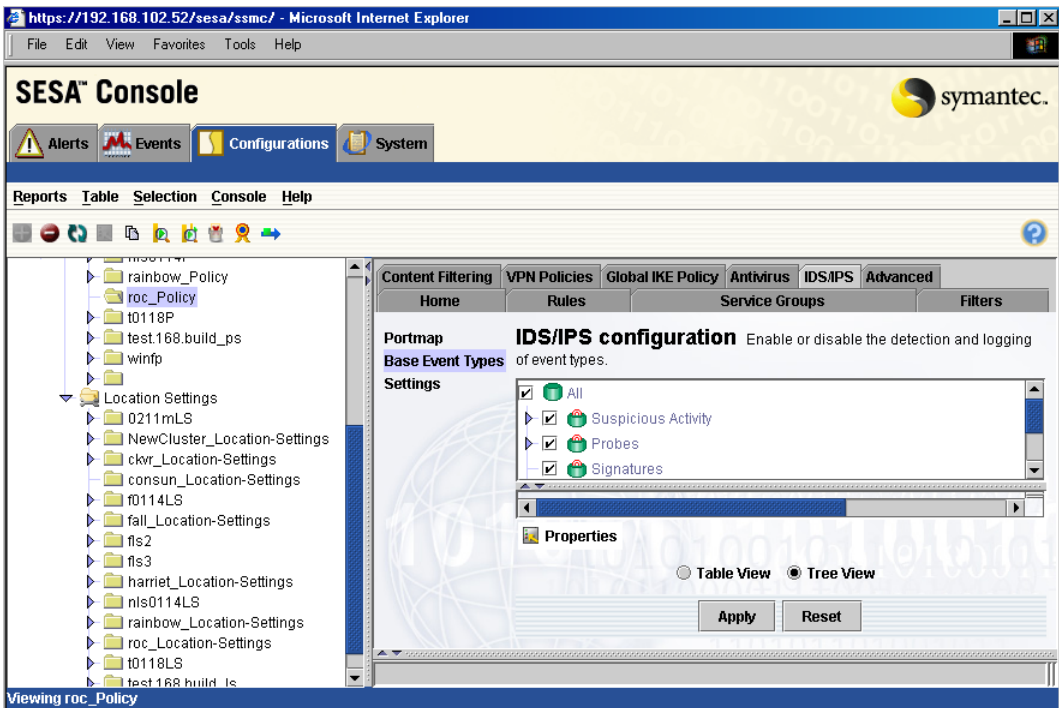 https://192.168.102.52/sesa/ssmc/ - Microsoft Internet Explorer
File Edit View Favorites Tools Help
SESA™ Console
symantec.
Alerts Events Configurations System
Reports Table Selection Console Help
rainbow_Policy
roc_Policy
t0118P
test.168.build_ps
winfp
Location Settings
0211mLS
NewCluster_Location-Settings
ckvr_Location-Settings
consun_Location-Settings
f0114LS
fall_Location-Settings
fls2
fls3
harriet_Location-Settings
nls0114LS
rainbow_Location-Settings
roc_Location-Settings
t0118LS
test.168.build_ls
Content Filtering VPN Policies Global IKE Policy Antivirus IDS/IPS Advanced
Home Rules Service Groups Filters
Portmap
Base Event Types
Settings
IDS/IPS configuration Enable or disable the detection and logging
of event types.
All
Suspicious Activity
Probes
Signatures
Properties
Table View Tree View
Apply Reset
Viewing roc_Policy